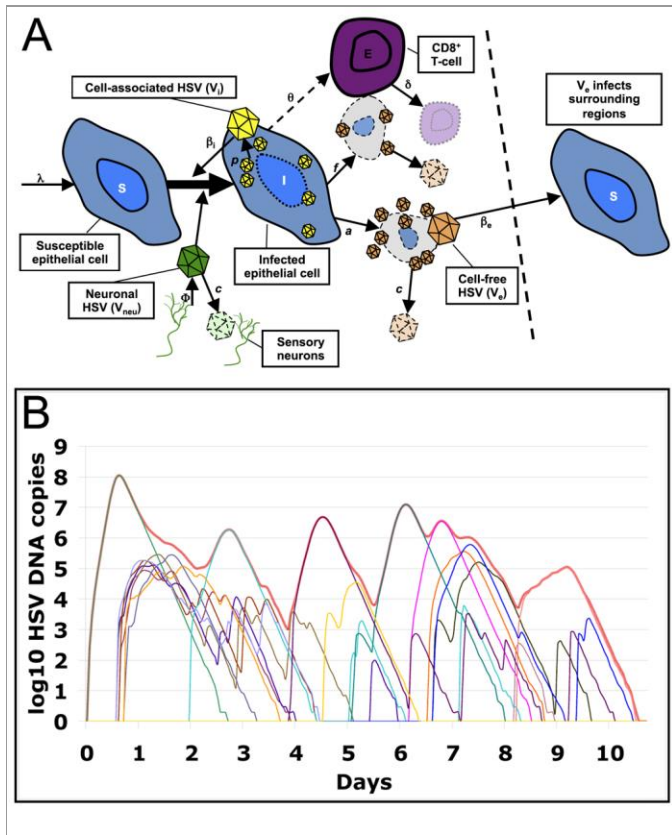 A
CD8+
T-cell
E
Cell-associated HSV (Vi)
θ
δ
Ve infects
surrounding
regions
βi
p
λ
S
I
f
S
a
βe
Susceptible
epithelial cell
Infected
epithelial cell
Cell-free
HSV (Ve)
Neuronal
HSV (Vneu)
Φ
c
c
Sensory
neurons
B
log10 HSV DNA copies
9
8
7
6
5
4
3
2
1
0
0 1 2 3 4 5 6 7 8 9 10
Days